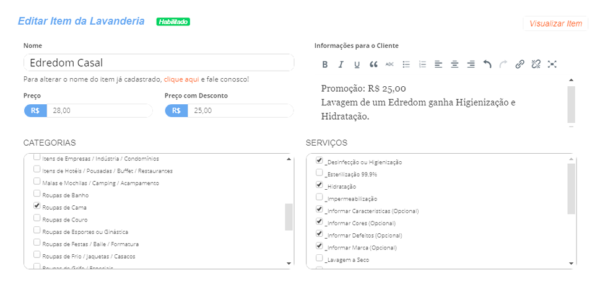 Editar Item da Lavanderia Habilitado
Visualizar Item
Nome
Edredom Casal
Para alterar o nome do item já cadastrado, clique aqui e fale conosco!
Preço
R$ 28,00
Preço com Desconto
R$ 25,00
Informações para o Cliente
B I U ABC
Promoção: R$ 25,00
Lavagem de um Edredom ganha Higienização e
Hidratação.
CATEGORIAS
Itens de Empresas / Indústria / Condomínios
Itens de Hotéis / Pousadas / Buffet / Restaurantes
Malas e Mochilas / Camping / Acampamento
Roupas de Banho
Roupas de Cama
Roupas de Couro
Roupas de Esportes ou Ginástica
Roupas de Festas / Baile / Formatura
Roupas de Frio / Jaquetas / Casacos
SERVIÇOS
_Desinfecção ou Higienização
_Esterilização 99,9%
_Hidratação
_Impermeabilização
_Informar Características (Opcional)
_Informar Cores (Opcional)
_Informar Defeitos (Opcional)
_Informar Marca (Opcional)
_Lavagem a Seco